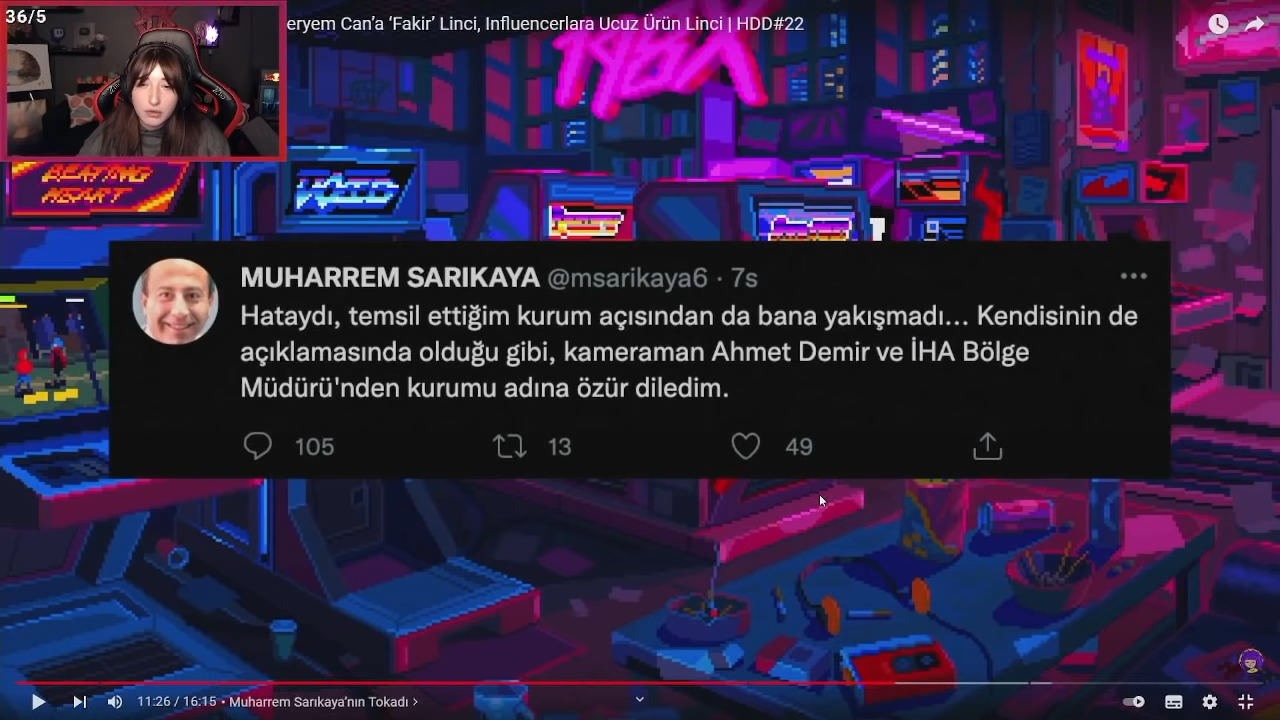 36/5
eryem Can'a 'Fakir' Linci, Influencerlara Ucuz Ürün Linci | HDD#22
BEATING
HEART
MUHARREM SARIKAYA @msarikaya6 · 7s
Hataydı, temsil ettiğim kurum açısından da bana yakışmadı... Kendisinin de
açıklamasında olduğu gibi, kameraman Ahmet Demir ve İHA Bölge
Müdürü'nden kurumu adına özür diledim.
105 13 49
11:26 / 16:15 • Muharrem Sarıkaya'nın Tokadı ›